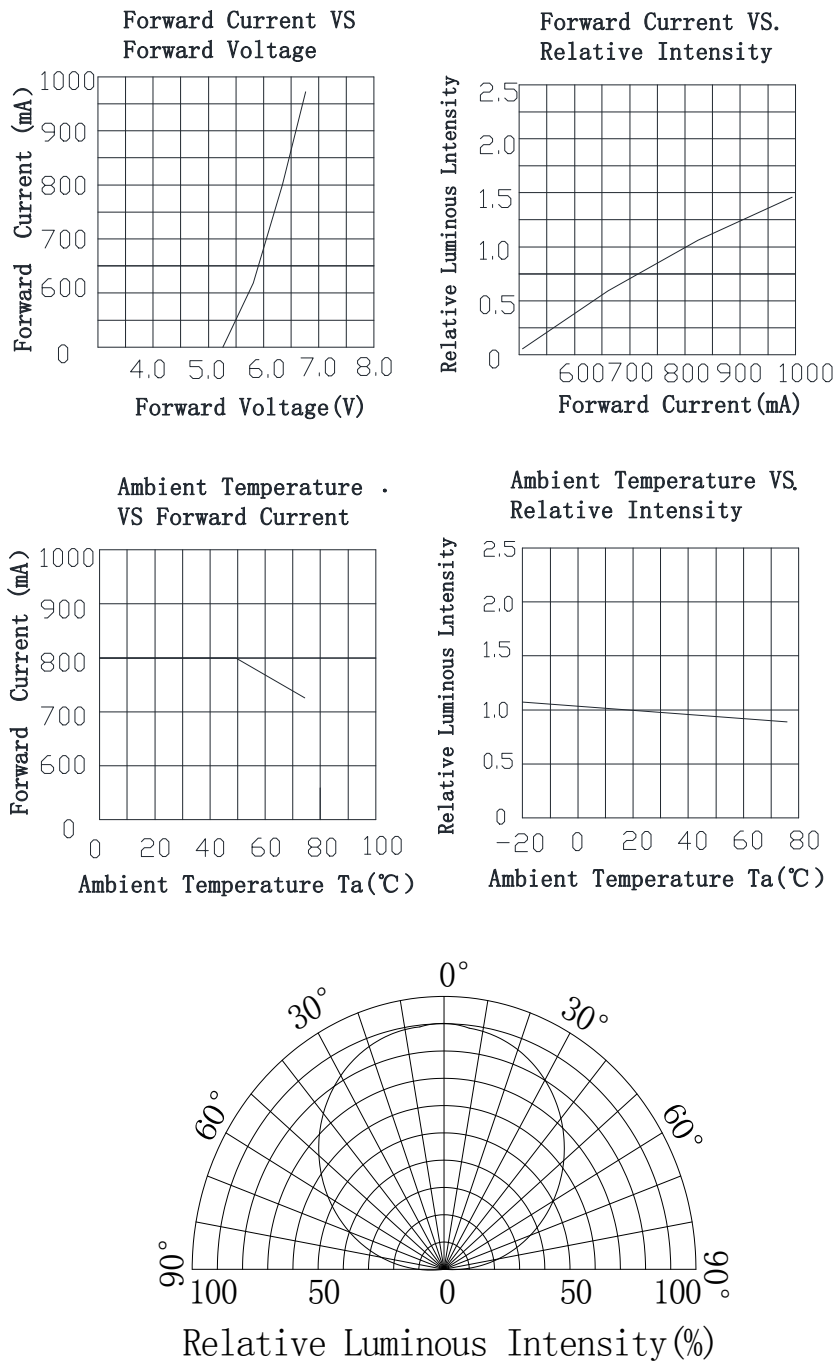 Forward Current VS
Forward Voltage
Forward Current (mA)
1000
900
800
700
600
0
4.0 5.0 6.0 7.0 8.0
Forward Voltage(V)
Forward Current VS.
Relative Intensity
Relative Luminous Lntensity
2.5
2.0
1.5
1.0
0.5
0
600 700 800 900 1000
Forward Current(mA)
Ambient Temperature .
VS Forward Current
Forward Current (mA)
1000
900
800
700
600
0
0 20 40 60 80 100
Ambient Temperature Ta(℃)
Ambient Temperature VS.
Relative Intensity
Relative Luminous Lntensity
2.5
2.0
1.5
1.0
0.5
0
-20 0 20 40 60 80
Ambient Temperature Ta(℃)
0°
30° 30°
60° 60°
90° 90°
100 50 0 50 100
Relative Luminous Intensity(%)